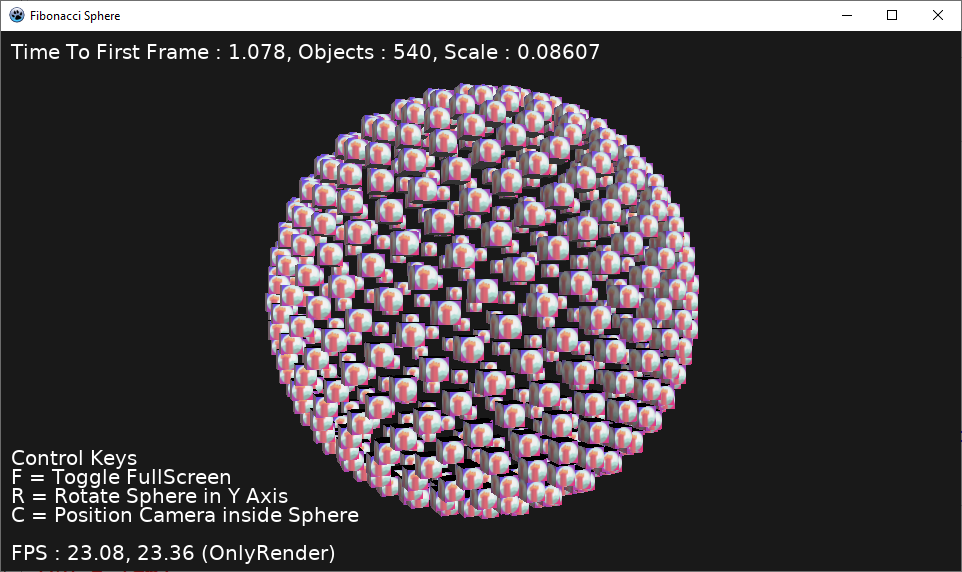 Fibonacci Sphere
Time To First Frame : 1.078, Objects : 540, Scale : 0.08607
Control Keys
F = Toggle FullScreen
R = Rotate Sphere in Y Axis
C = Position Camera inside Sphere
FPS : 23.08, 23.36 (OnlyRender)